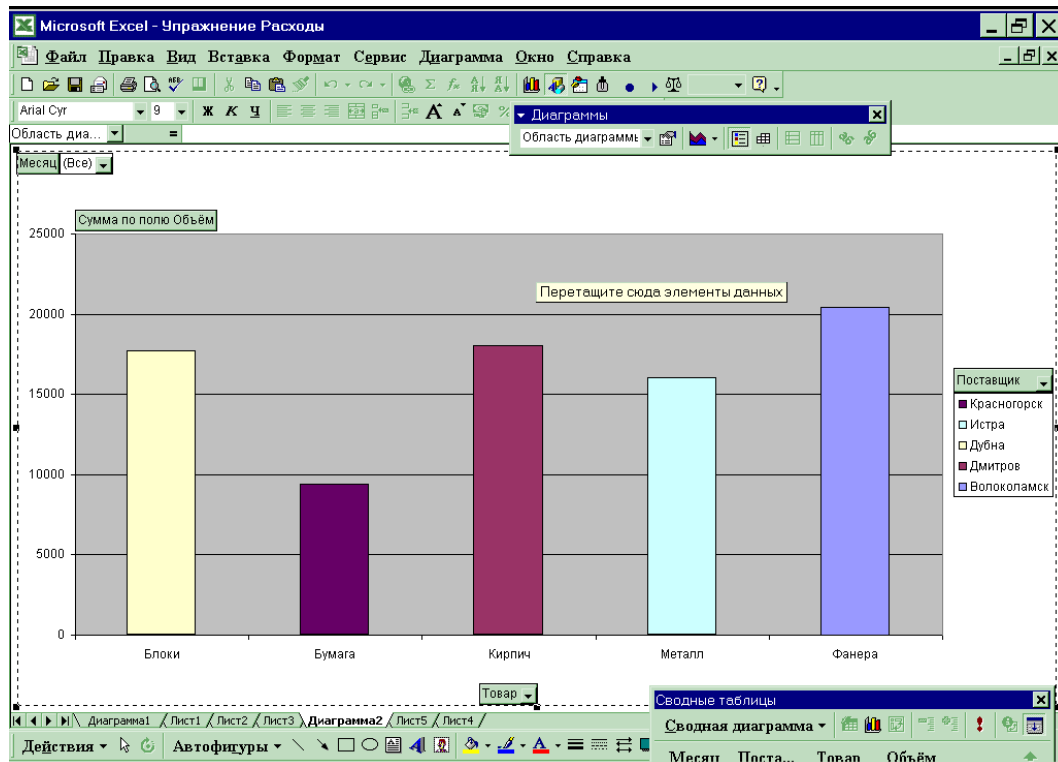 Microsoft Excel - Упражнение Расходы
Файл Правка Вид Вставка Формат Сервис Диаграмма Окно Справка
Arial Cyr 9 Ж К Ч
Диаграммы
Область диа... =
Область диаграммы
Месяц (Все)
Сумма по полю Объём
25000
Перетащите сюда элементы данных
20000
15000
10000
5000
0
Поставщик
Красногорск
Истра
Дубна
Дмитров
Волоколамск
Блоки Бумага Кирпич Металл Фанера
Товар
Диаграмма1 Лист1 Лист2 Лист3 Диаграмма2 Лист5 Лист4
Действия Автофигуры
Сводные таблицы
Сводная диаграмма
Месяц Поста... Товар Объём